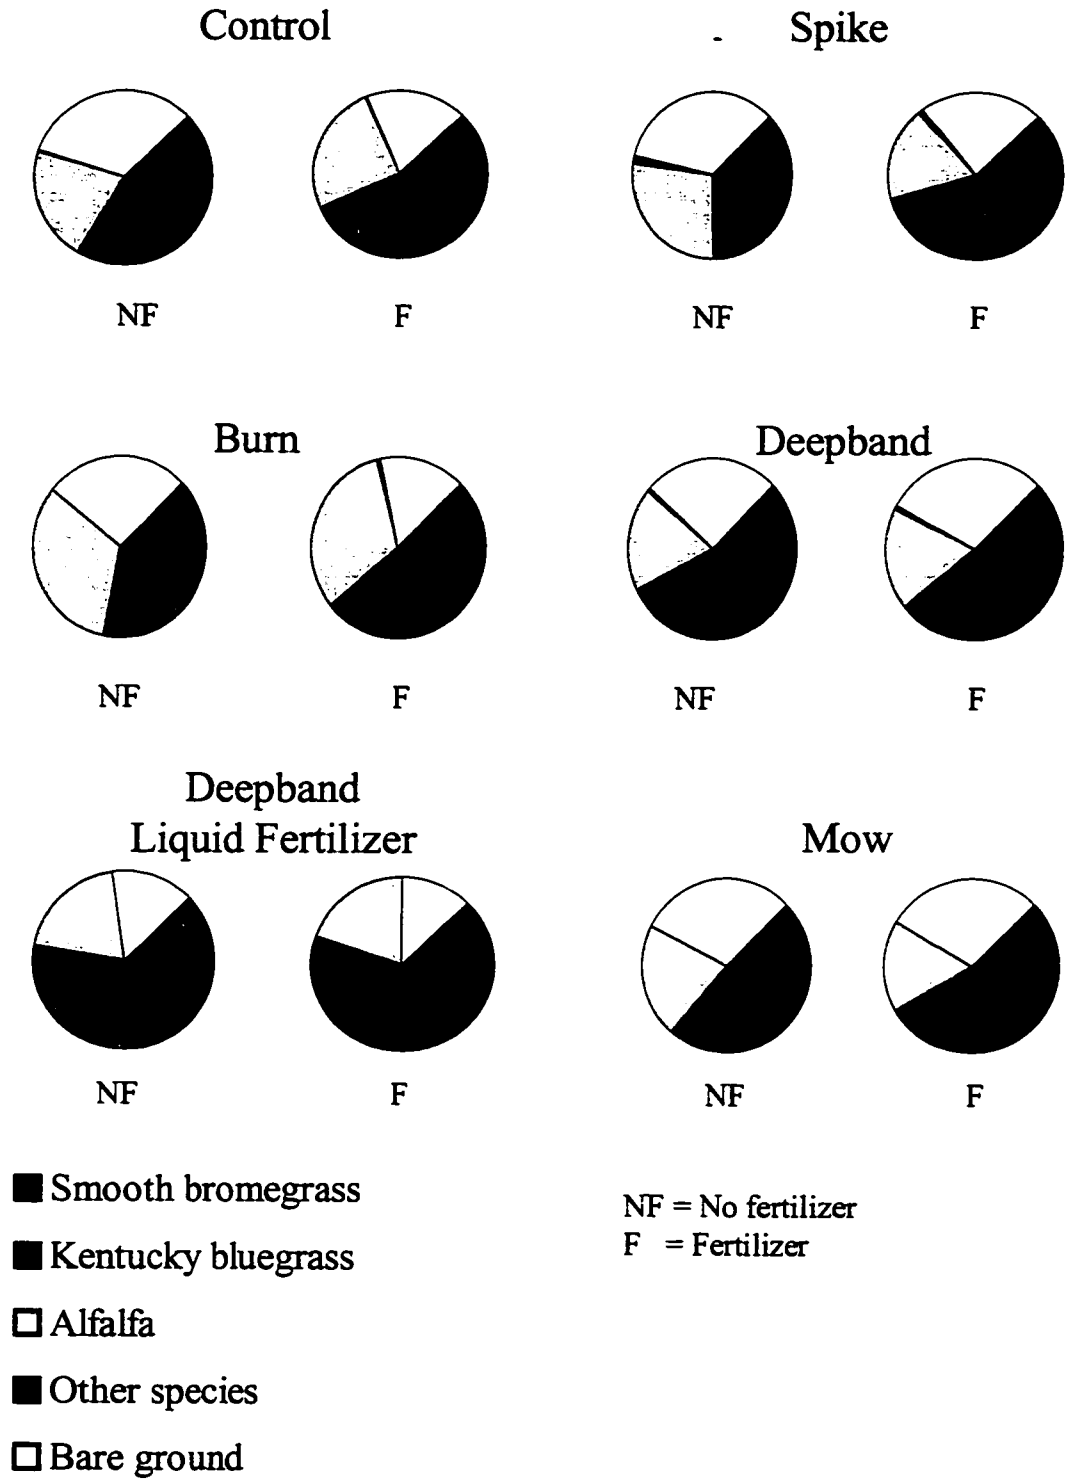 Control
Spike
NF
F
NF
F
Burn
Deepband
NF
F
NF
F
Deepband
Liquid Fertilizer
Mow
NF
F
NF
F
Smooth bromegrass
Kentucky bluegrass
Alfalfa
Other species
Bare ground
NF = No fertilizer
F = Fertilizer